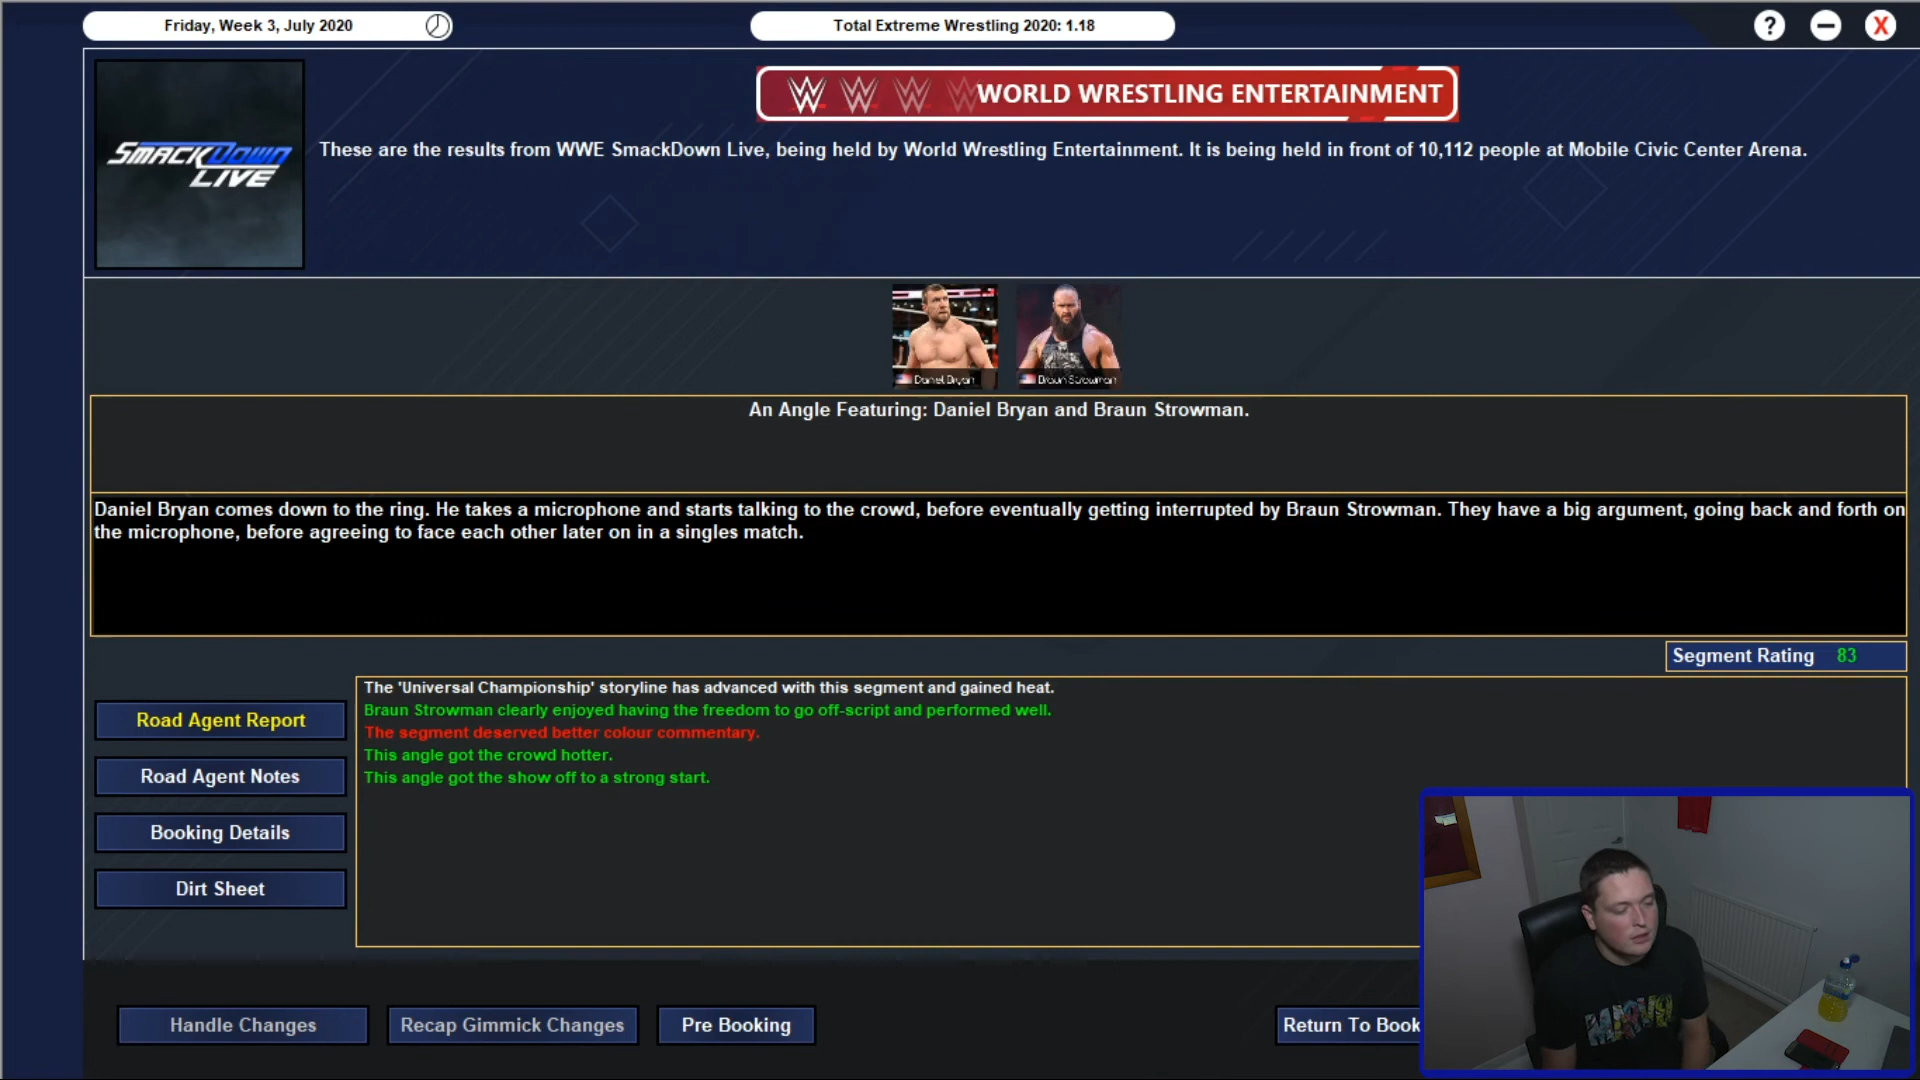 Friday, Week 3, July 2020
Total Extreme Wrestling 2020: 1.18
?
X
SMACKDOWN
LIVE
WORLD WRESTLING ENTERTAINMENT
These are the results from WWE SmackDown Live, being held by World Wrestling Entertainment. It is being held in front of 10,112 people at Mobile Civic Center Arena.
Daniel Bryan
Braun Strowman
An Angle Featuring: Daniel Bryan and Braun Strowman.
Daniel Bryan comes down to the ring. He takes a microphone and starts talking to the crowd, before eventually getting interrupted by Braun Strowman. They have a big argument, going back and forth on
the microphone, before agreeing to face each other later on in a singles match.
Segment Rating 83
Road Agent Report
Road Agent Notes
Booking Details
Dirt Sheet
The 'Universal Championship' storyline has advanced with this segment and gained heat.
Braun Strowman clearly enjoyed having the freedom to go off-script and performed well.
The segment deserved better colour commentary.
This angle got the crowd hotter.
This angle got the show off to a strong start.
Handle Changes
Recap Gimmick Changes
Pre Booking
Return To Book
MARVEL